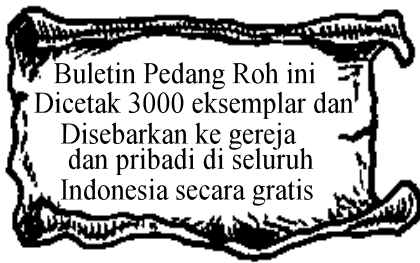 Buletin Pedang Roh ini
Dicetak 3000 eksemplar dan
Disebarkan ke gereja
dan pribadi di seluruh
Indonesia secara gratis